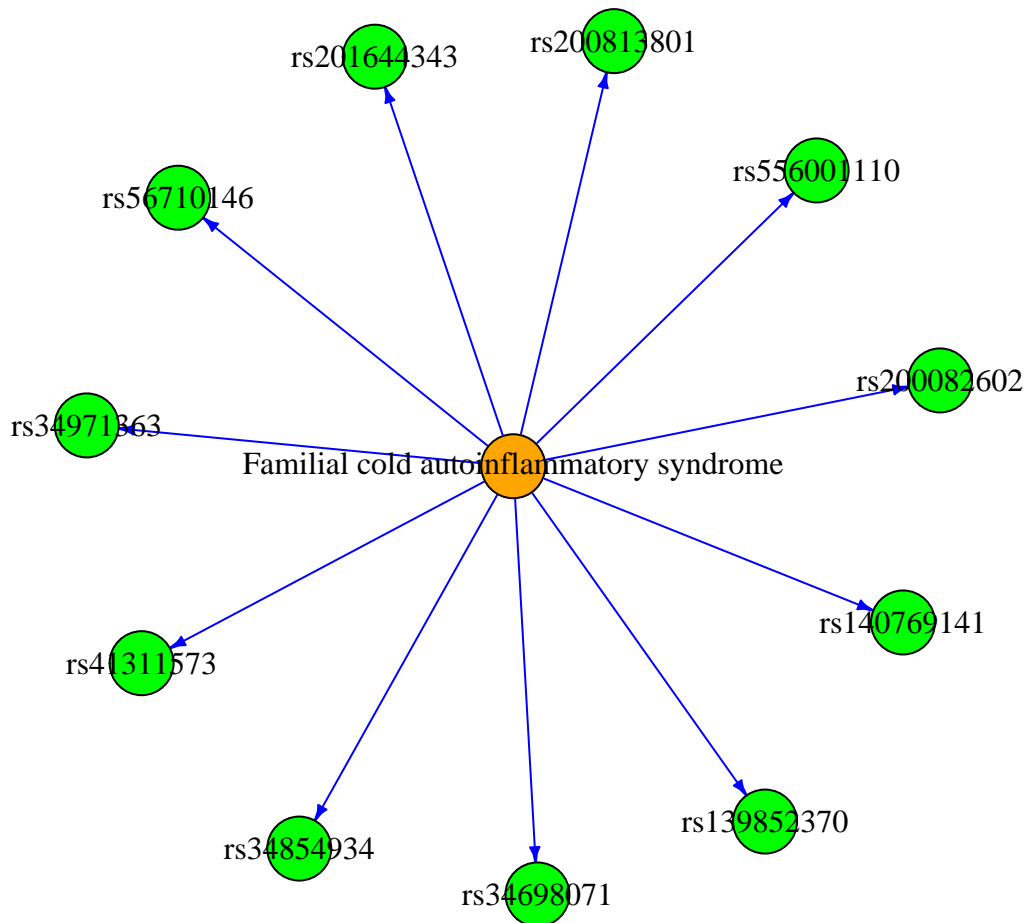 rs200813801
rs201644343
rs556001110
rs56710146
rs200082602
rs34971363
Familial cold autoinflammatory syndrome
rs140769141
rs41311573
rs139852370
rs34854934
rs34698071